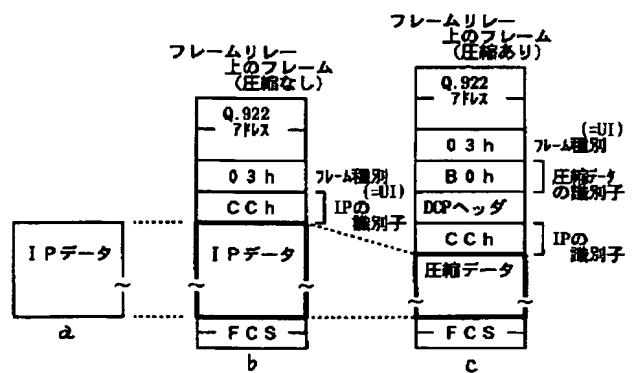 フレームリレー
上のフレーム
(圧縮なし)
フレームリレー
上のフレーム
(圧縮あり)
Q.922
アドレス
03h
フレーム種別
(=UI)
CCh
IPの
識別子
IPデータ
IPデータ
FCS
a
b
Q.922
アドレス
(=UI)
03h
フレーム種別
B0h
圧縮データ
の識別子
DCPヘッダ
CCh
IPの
識別子
圧縮データ
FCS
c